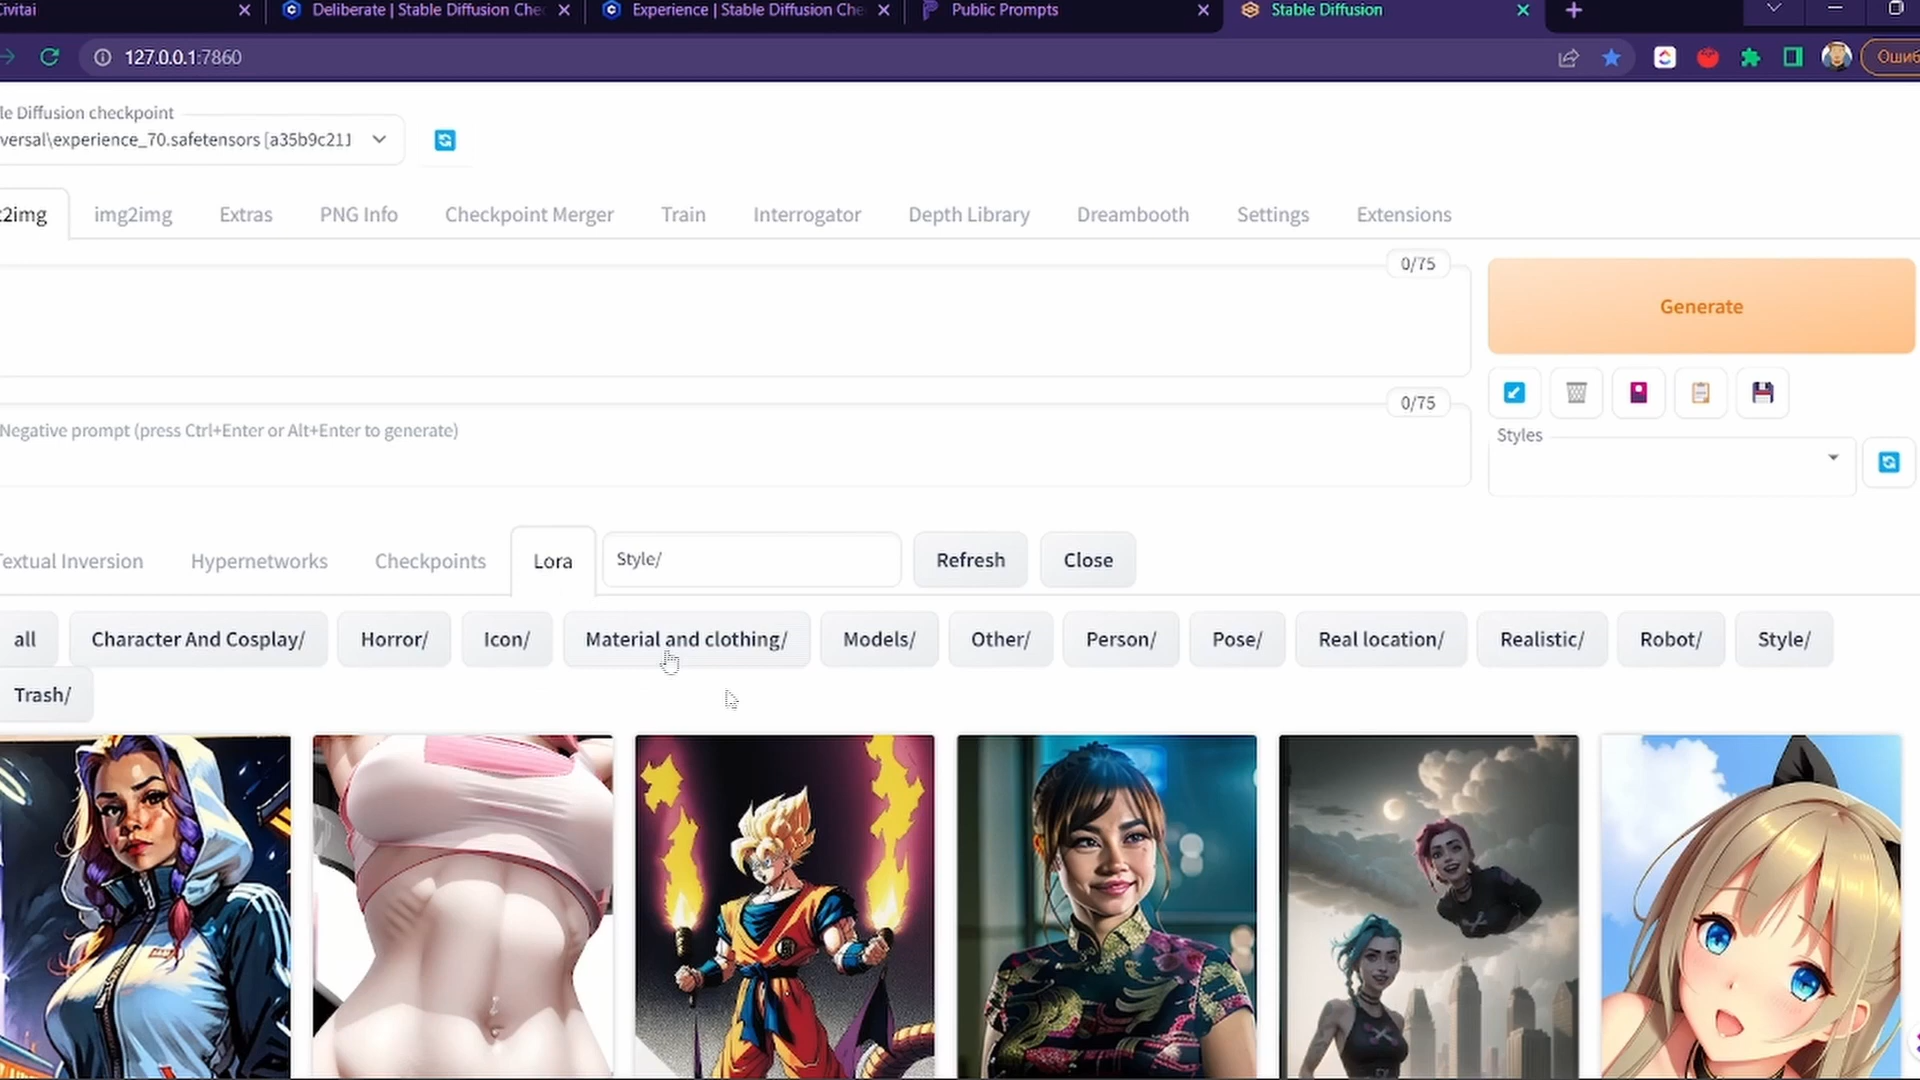 Civitai
Deliberate | Stable Diffusion Che
Experience | Stable Diffusion Che
Public Prompts
Stable Diffusion
127.0.0.1:7860
Ошиб
le Diffusion checkpoint
versal\experience_70.safetensors [a35b9c211
t2img
img2img
Extras
PNG Info
Checkpoint Merger
Train
Interrogator
Depth Library
Dreambooth
Settings
Extensions
0/75
Generate
0/75
Negative prompt (press Ctrl+Enter or Alt+Enter to generate)
Styles
Textual Inversion
Hypernetworks
Checkpoints
Lora
Style/
Refresh
Close
all
Character And Cosplay/
Horror/
Icon/
Material and clothing/
Models/
Other/
Person/
Pose/
Real location/
Realistic/
Robot/
Style/
Trash/